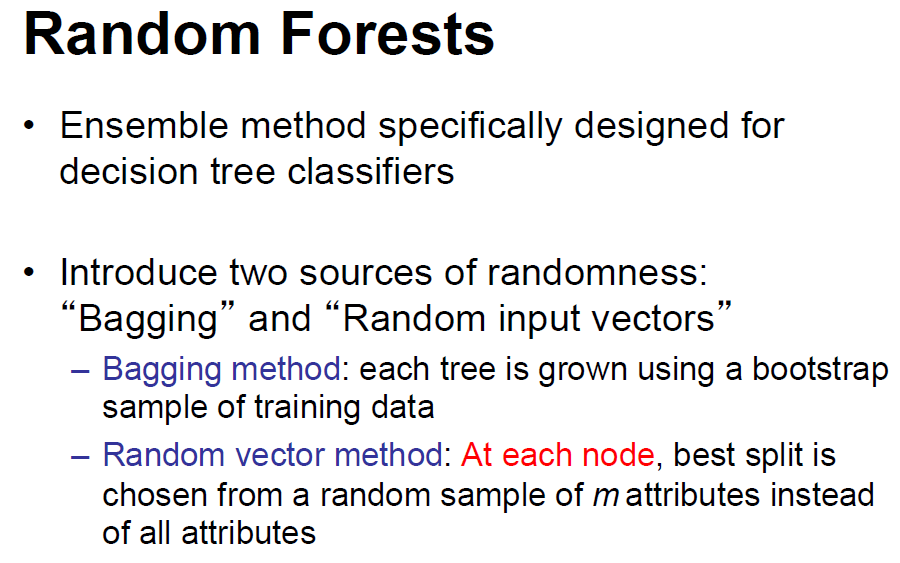 Random Forests
• Ensemble method specifically designed for
decision tree classifiers
• Introduce two sources of randomness:
“Bagging” and “Random input vectors”
– Bagging method: each tree is grown using a bootstrap
sample of training data
– Random vector method: At each node, best split is
chosen from a random sample of m attributes instead
of all attributes